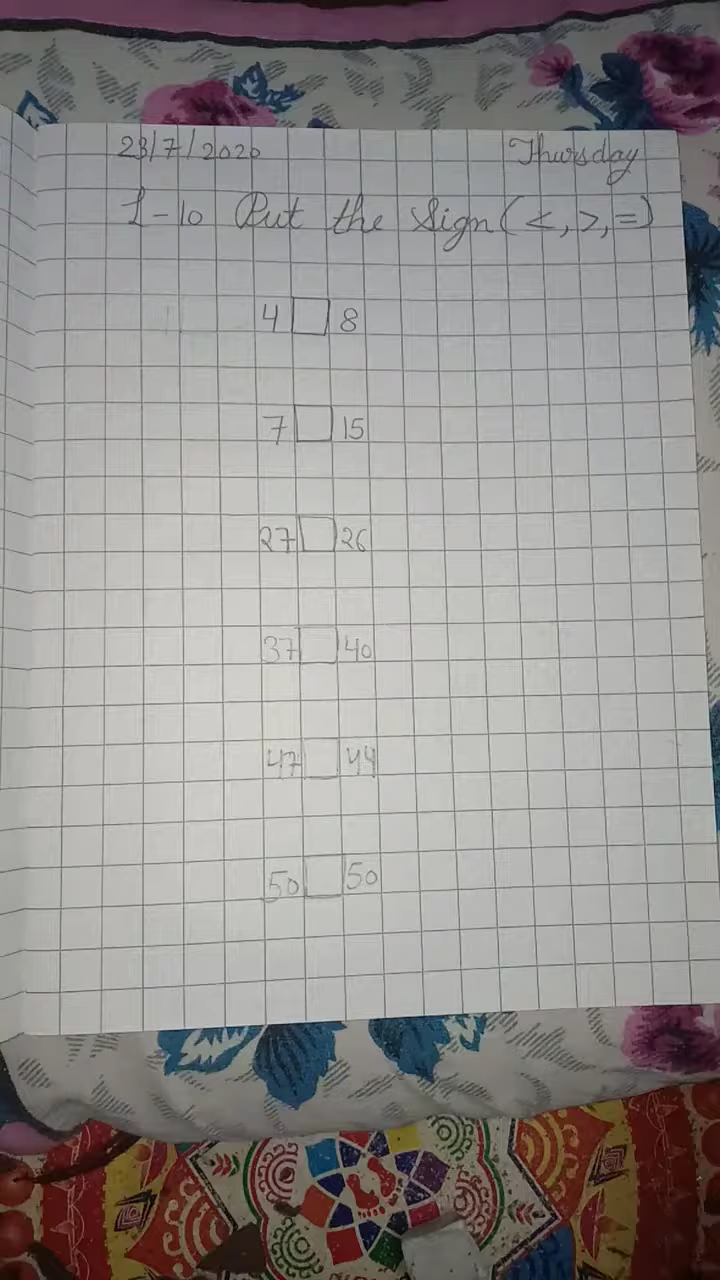 23/7/2020 Thursday
1-10 Put the Sign (<, >, =)
4 □ 8
7 □ 15
27 □ 26
37 □ 40
47 □ 44
50 □ 50